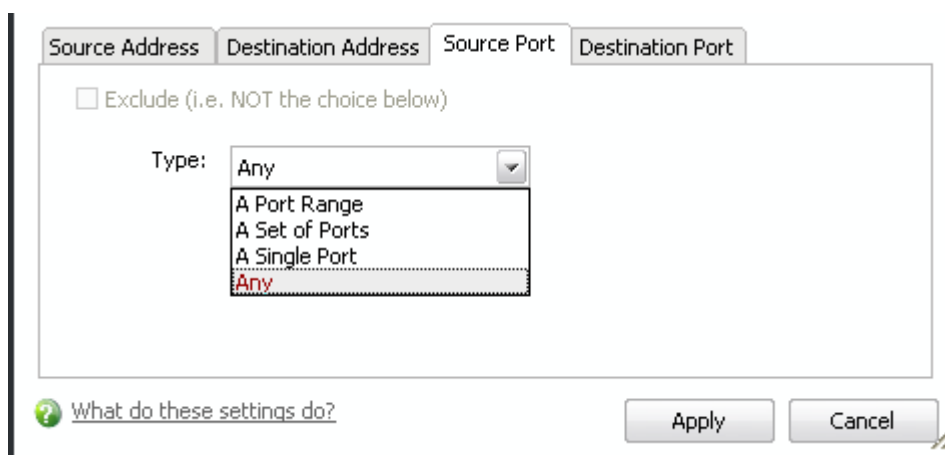 Source Address Destination Address Source Port Destination Port
Exclude (i.e. NOT the choice below)
Type: Any
A Port Range
A Set of Ports
A Single Port
Any
What do these settings do? Apply Cancel